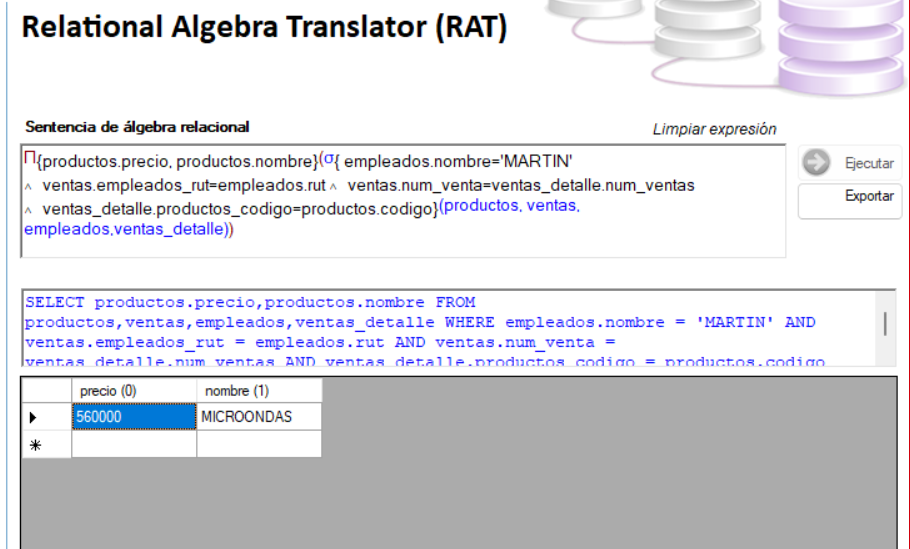 Relational Algebra Translator (RAT)
Sentencia de álgebra relacional
Limpiar expresión
∏{productos.precio, productos.nombre}(σ{ empleados.nombre='MARTIN'
∧ ventas.empleados_rut=empleados.rut ∧ ventas.num_venta=ventas_detalle.num_ventas
∧ ventas_detalle.productos_codigo=productos.codigo}(productos, ventas,
empleados,ventas_detalle))
Ejecutar
Exportar
SELECT productos.precio,productos.nombre FROM
productos,ventas,empleados,ventas_detalle WHERE empleados.nombre = 'MARTIN' AND
ventas.empleados_rut = empleados.rut AND ventas.num_venta =
ventas_detalle.num_ventas AND ventas_detalle.productos_codigo = productos.codigo
precio (0) nombre (1)
560000 MICROONDAS